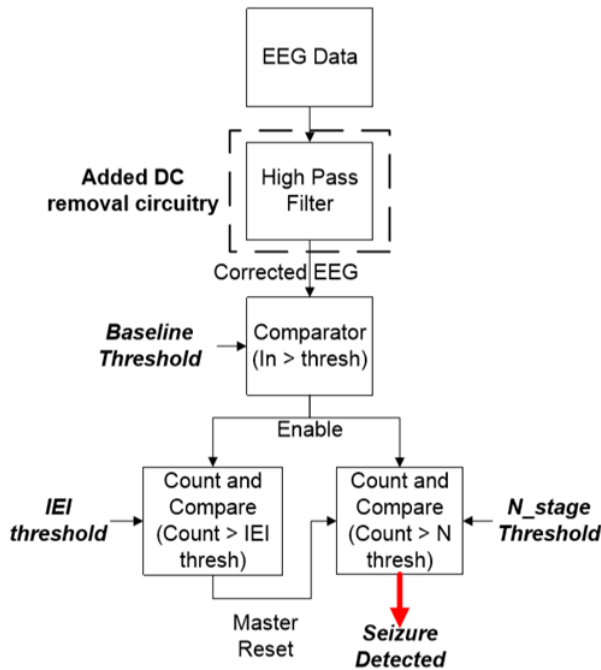 EEG Data
Added DC
removal circuitry
High Pass
Filter
Corrected EEG
Baseline
Threshold
Comparator
(In > thresh)
Enable
IEI
threshold
Count and
Compare
(Count > IEI
thresh)
Count and
Compare
(Count > N
thresh)
N_stage
Threshold
Master
Reset
Seizure
Detected